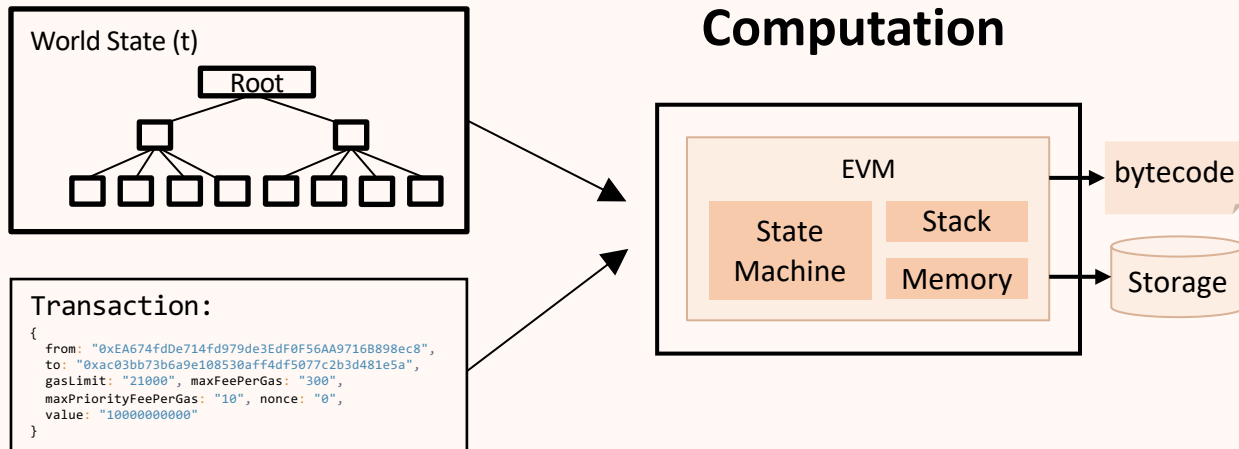 World State (t)
Root
Transaction:
{
from: "0xEA674fdDe714fd979de3EdF0F56AA9716B898ec8",
to: "0xac03bb73b6a9e108530aff4df5077c2b3d481e5a",
gasLimit: "21000", maxFeePerGas: "300",
maxPriorityFeePerGas: "10", nonce: "0",
value: "10000000000"
}
Computation
EVM
State
Machine
Stack
Memory
bytecode
Storage